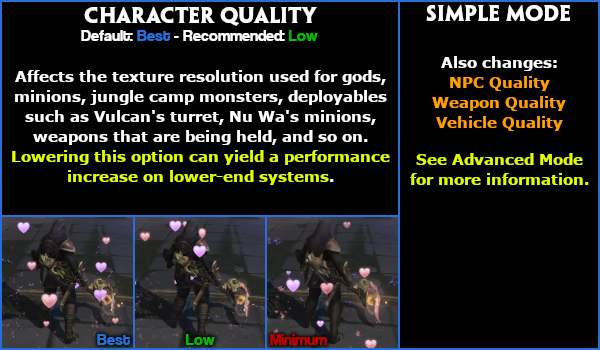 CHARACTER QUALITY
Default: Best - Recommended: Low
Affects the texture resolution used for gods,
minions, jungle camp monsters, deployables
such as Vulcan's turret, Nu Wa's minions,
weapons that are being held, and so on.
Lowering this option can yield a performance
increase on lower-end systems.
Best
Low
Minimum
SIMPLE MODE
Also changes:
NPC Quality
Weapon Quality
Vehicle Quality
See Advanced Mode
for more information.